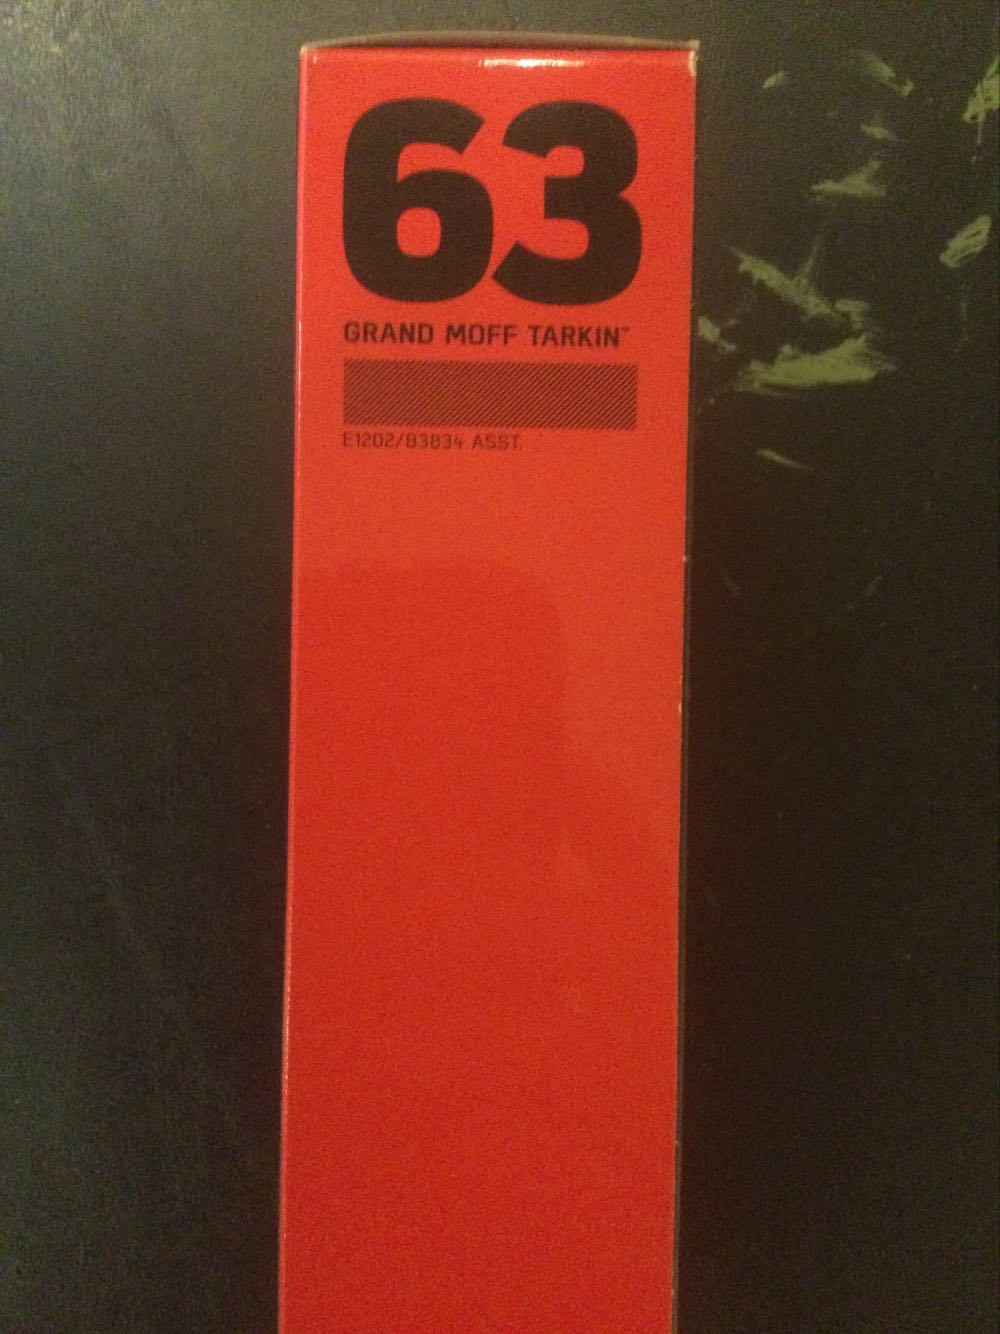 63
GRAND MOFF TARKIN™
E1202/B3834 ASST.